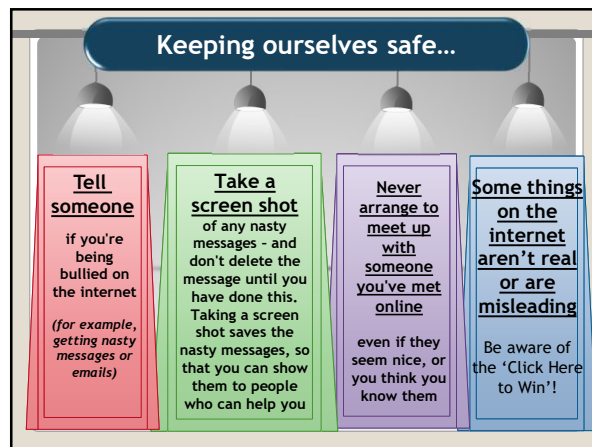 Keeping ourselves safe…
Tell
someone
if you're
being
bullied on
the internet
(for example,
getting nasty
messages or
emails)
Take a
screen shot
of any nasty
messages – and
don't delete the
message until you
have done this.
Taking a screen
shot saves the
nasty messages, so
that you can show
them to people
who can help you
Never
arrange to
meet up
with
someone
you've met
online
even if they
seem nice, or
you think you
know them
Some things
on the
internet
aren’t real
or are
misleading
Be aware of
the ‘Click Here
to Win’!